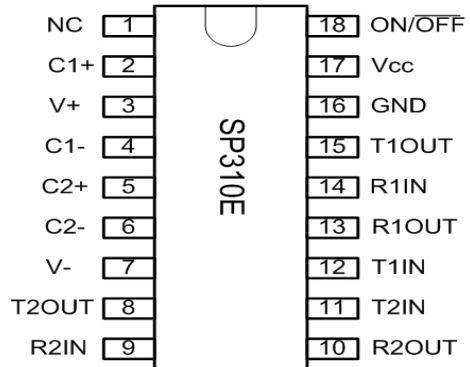 NC 1 18 ON/OFF
C1+ 2 17 Vcc
V+ 3 16 GND
C1- 4 15 T1OUT
C2+ 5 14 R1IN
C2- 6 13 R1OUT
V- 7 12 T1IN
T2OUT 8 11 T2IN
R2IN 9 10 R2OUT
SP310E